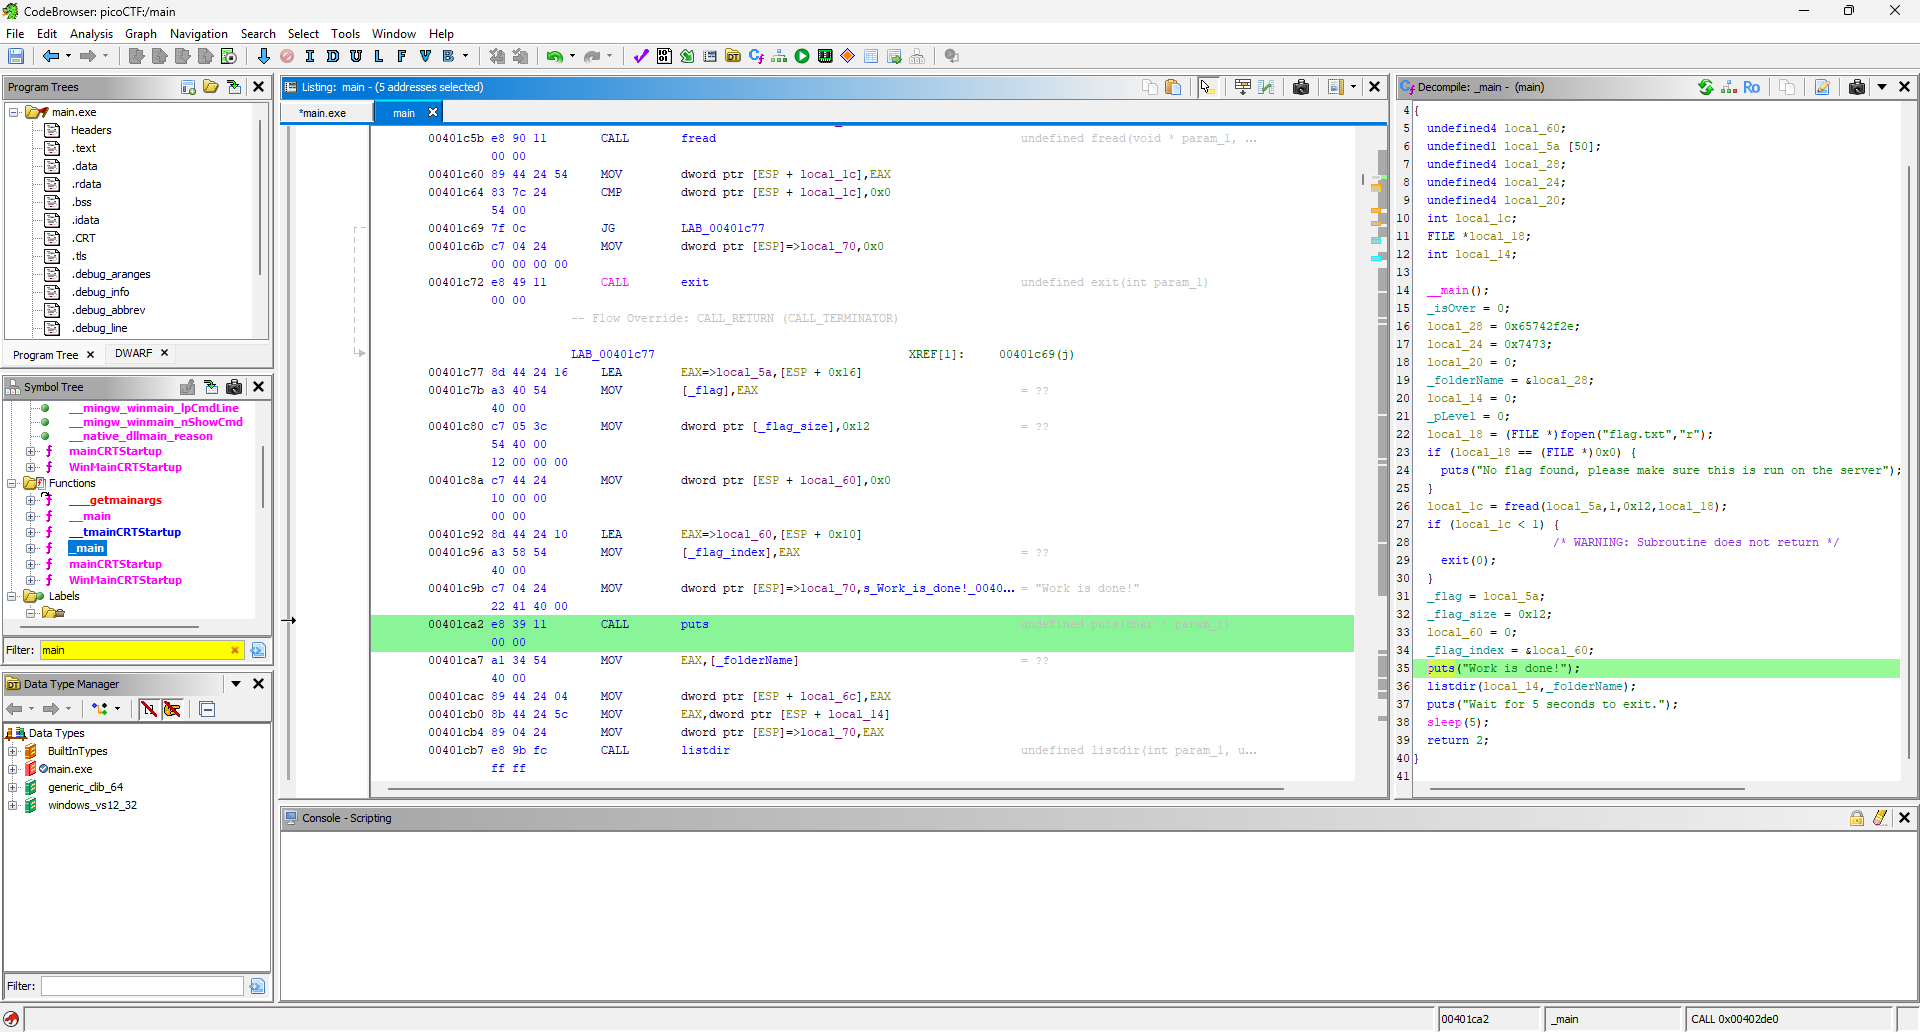 CodeBrowser: picoCTF:/main
File Edit Analysis Graph Navigation Search Select Tools Window Help
I D U L F V B
Program Trees
main.exe
Headers
.text
.data
.rdata
.bss
.idata
.CRT
.tls
.debug_aranges
.debug_info
.debug_abbrev
.debug_line
Program Tree × DWARF ×
Symbol Tree
__mingw_winmain_lpCmdLine
__mingw_winmain_nShowCmd
__native_dllmain_reason
mainCRTStartup
WinMainCRTStartup
Functions
___getmainargs
__main
__tmainCRTStartup
_main
mainCRTStartup
WinMainCRTStartup
Labels
Filter: main
Data Type Manager
Data Types
BuiltInTypes
main.exe
generic_clib_64
windows_vs12_32
Filter:
Listing: main - (5 addresses selected)
*main.exe main
00401c5b e8 90 11 CALL fread undefined fread(void * param_1, ...
00 00
00401c60 89 44 24 54 MOV dword ptr [ESP + local_1c],EAX
00401c64 83 7c 24 CMP dword ptr [ESP + local_1c],0x0
54 00
00401c69 7f 0c JG LAB_00401c77
00401c6b c7 04 24 MOV dword ptr [ESP]=>local_70,0x0
00 00 00 00
00401c72 e8 49 11 CALL exit undefined exit(int param_1)
00 00
-- Flow Override: CALL_RETURN (CALL_TERMINATOR)
LAB_00401c77 XREF[1]: 00401c69(j)
00401c77 8d 44 24 16 LEA EAX=>local_5a,[ESP + 0x16]
00401c7b a3 40 54 MOV [_flag],EAX = ??
40 00
00401c80 c7 05 3c MOV dword ptr [_flag_size],0x12 = ??
54 40 00
12 00 00 00
00401c8a c7 44 24 MOV dword ptr [ESP + local_60],0x0
10 00 00
00 00
00401c92 8d 44 24 10 LEA EAX=>local_60,[ESP + 0x10]
00401c96 a3 58 54 MOV [_flag_index],EAX = ??
40 00
00401c9b c7 04 24 MOV dword ptr [ESP]=>local_70,s_Work_is_done!_0040... = "Work is done!"
22 41 40 00
00401ca2 e8 39 11 CALL puts undefined puts(char * param_1)
00 00
00401ca7 a1 34 54 MOV EAX,[_folderName] = ??
40 00
00401cac 89 44 24 04 MOV dword ptr [ESP + local_6c],EAX
00401cb0 8b 44 24 5c MOV EAX,dword ptr [ESP + local_14]
00401cb4 89 04 24 MOV dword ptr [ESP]=>local_70,EAX
00401cb7 e8 9b fc CALL listdir undefined listdir(int param_1, u...
ff ff
Decompile: _main - (main)
4 {
5 undefined4 local_60;
6 undefined1 local_5a [50];
7 undefined4 local_28;
8 undefined4 local_24;
9 undefined4 local_20;
10 int local_1c;
11 FILE *local_18;
12 int local_14;
13
14 __main();
15 _isOver = 0;
16 local_28 = 0x65742f2e;
17 local_24 = 0x7473;
18 local_20 = 0;
19 _folderName = &local_28;
20 local_14 = 0;
21 _pLevel = 0;
22 local_18 = (FILE *)fopen("flag.txt","r");
23 if (local_18 == (FILE *)0x0) {
24 puts("No flag found, please make sure this is run on the server");
25 }
26 local_1c = fread(local_5a,1,0x12,local_18);
27 if (local_1c < 1) {
28 /* WARNING: Subroutine does not return */
29 exit(0);
30 }
31 _flag = local_5a;
32 _flag_size = 0x12;
33 local_60 = 0;
34 _flag_index = &local_60;
35 puts("Work is done!");
36 listdir(local_14,_folderName);
37 puts("Wait for 5 seconds to exit.");
38 sleep(5);
39 return 2;
40 }
41
Console - Scripting
00401ca2 _main CALL 0x00402de0